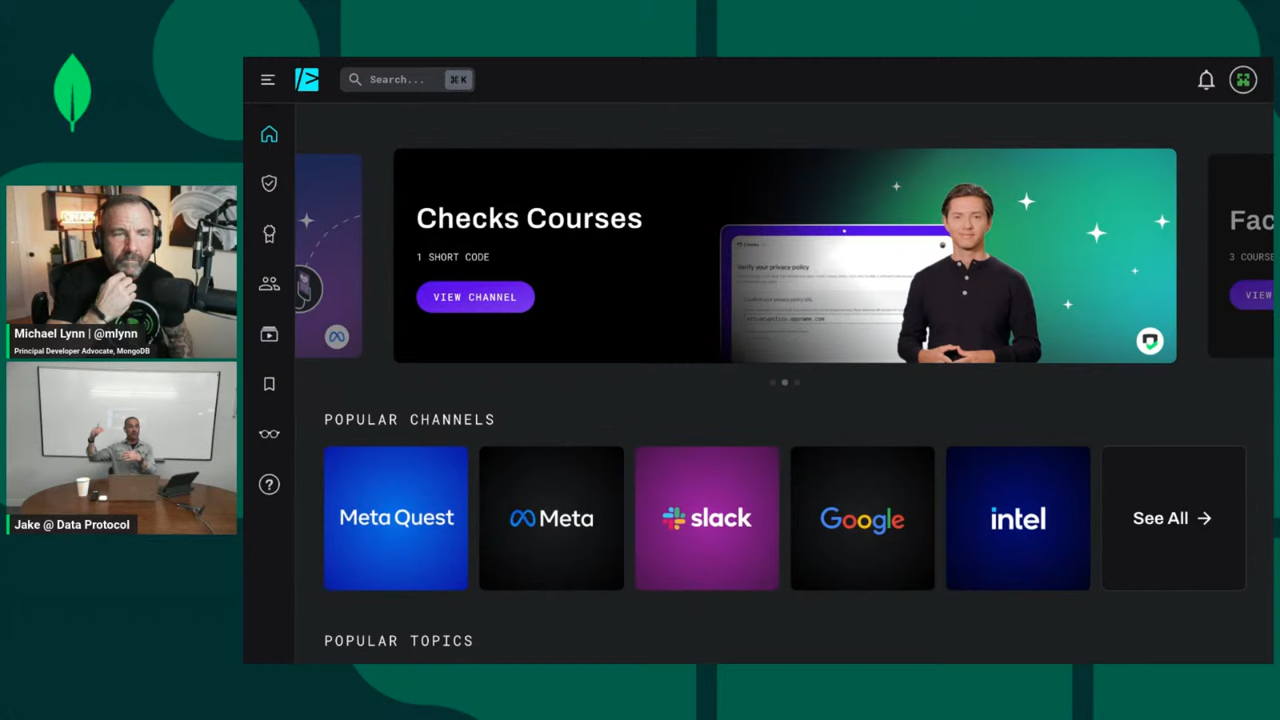 Search...
⌘ K
Checks Courses
1 SHORT CODE
VIEW CHANNEL
Verify your privacy policy
Fac
3 COURSE
VIEW
ON AIR
Michael Lynn | @mlynn
Principal Developer Advocate, MongoDB
Jake @ Data Protocol
POPULAR CHANNELS
Meta Quest
Meta
slack
Google
intel
See All →
POPULAR TOPICS